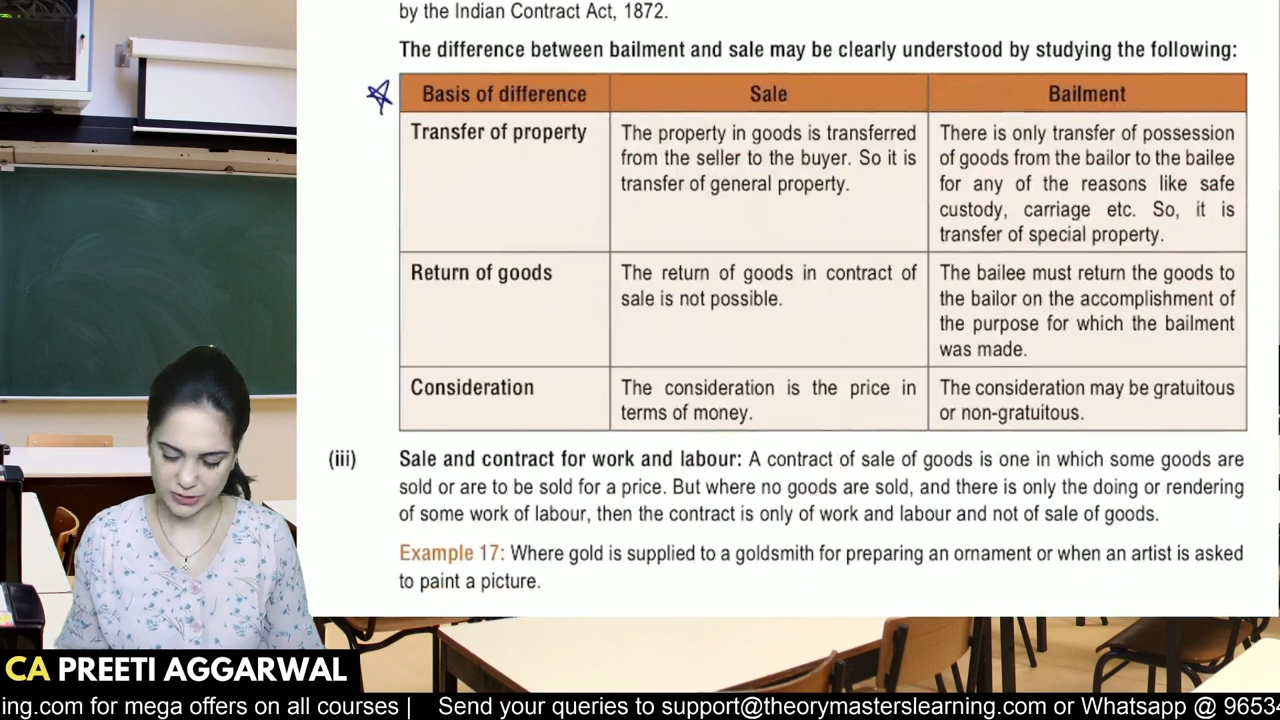 by the Indian Contract Act, 1872.
The difference between bailment and sale may be clearly understood by studying the following:
Basis of difference
Sale
Bailment
Transfer of property
The property in goods is transferred
from the seller to the buyer. So it is
transfer of general property.
There is only transfer of possession
of goods from the bailor to the bailee
for any of the reasons like safe
custody, carriage etc. So, it is
transfer of special property.
Return of goods
The return of goods in contract of
sale is not possible.
The bailee must return the goods to
the bailor on the accomplishment of
the purpose for which the bailment
was made.
Consideration
The consideration is the price in
terms of money.
The consideration may be gratuitous
or non-gratuitous.
(iii) Sale and contract for work and labour: A contract of sale of goods is one in which some goods are
sold or are to be sold for a price. But where no goods are sold, and there is only the doing or rendering
of some work of labour, then the contract is only of work and labour and not of sale of goods.
Example 17: Where gold is supplied to a goldsmith for preparing an ornament or when an artist is asked
to paint a picture.
CA PREETI AGGARWAL
ing.com for mega offers on all courses | Send your queries to support@theorymasterslearning.com or Whatsapp @ 9653